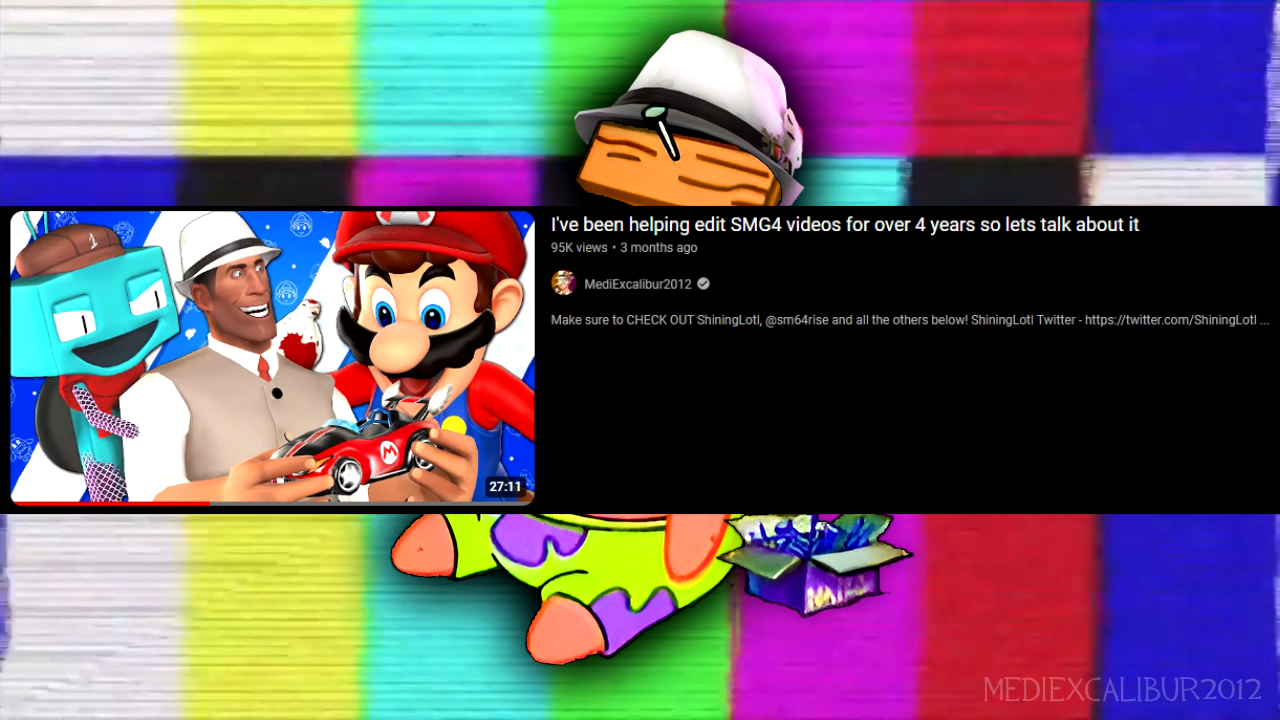 I've been helping edit SMG4 videos for over 4 years so lets talk about it
95K views • 3 months ago
MediExcalibur2012
Make sure to CHECK OUT ShiningLotl, @sm64rise and all the others below! ShiningLotl Twitter - https://twitter.com/ShiningLotl ...
1
M
27:11
MEDIEXCALIBUR2012